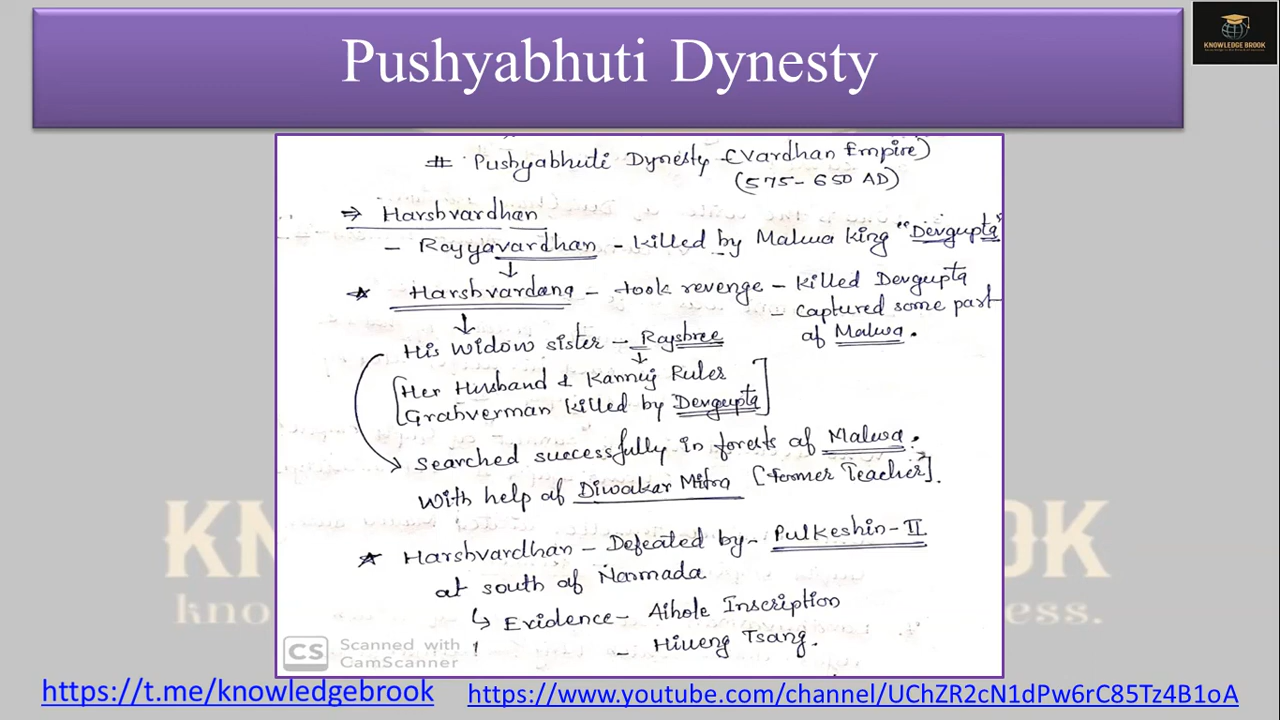 Pushyabhuti Dynesty
KNOWLEDGE BROOK
# Pushyabhuti Dynesty - (Vardhan Empire)
(575 - 650 AD)
⇒ Harshvardhan
- Rajyavardhan - killed by Malwa king "Devgupta"
↓
* Harshvardana - took revenge - killed Devgupta
- captured some part
of Malwa.
↓
His widow sister - Rajshree
↓
[Her Husband & Kannuj Ruler
Grahverman killed by Devgupta]
→ searched successfully in forests of Malwa.
with help of Diwakar Mitra [former Teacher].
* Harshvardhan - Defeated by - Pulkeshin-II
at south of Narmada
↳ Evidence - Aihole Inscription
- Hiueng Tsang.
CS Scanned with
CamScanner
https://t.me/knowledgebrook
https://www.youtube.com/channel/UChZR2cN1dPw6rC85Tz4B1oA